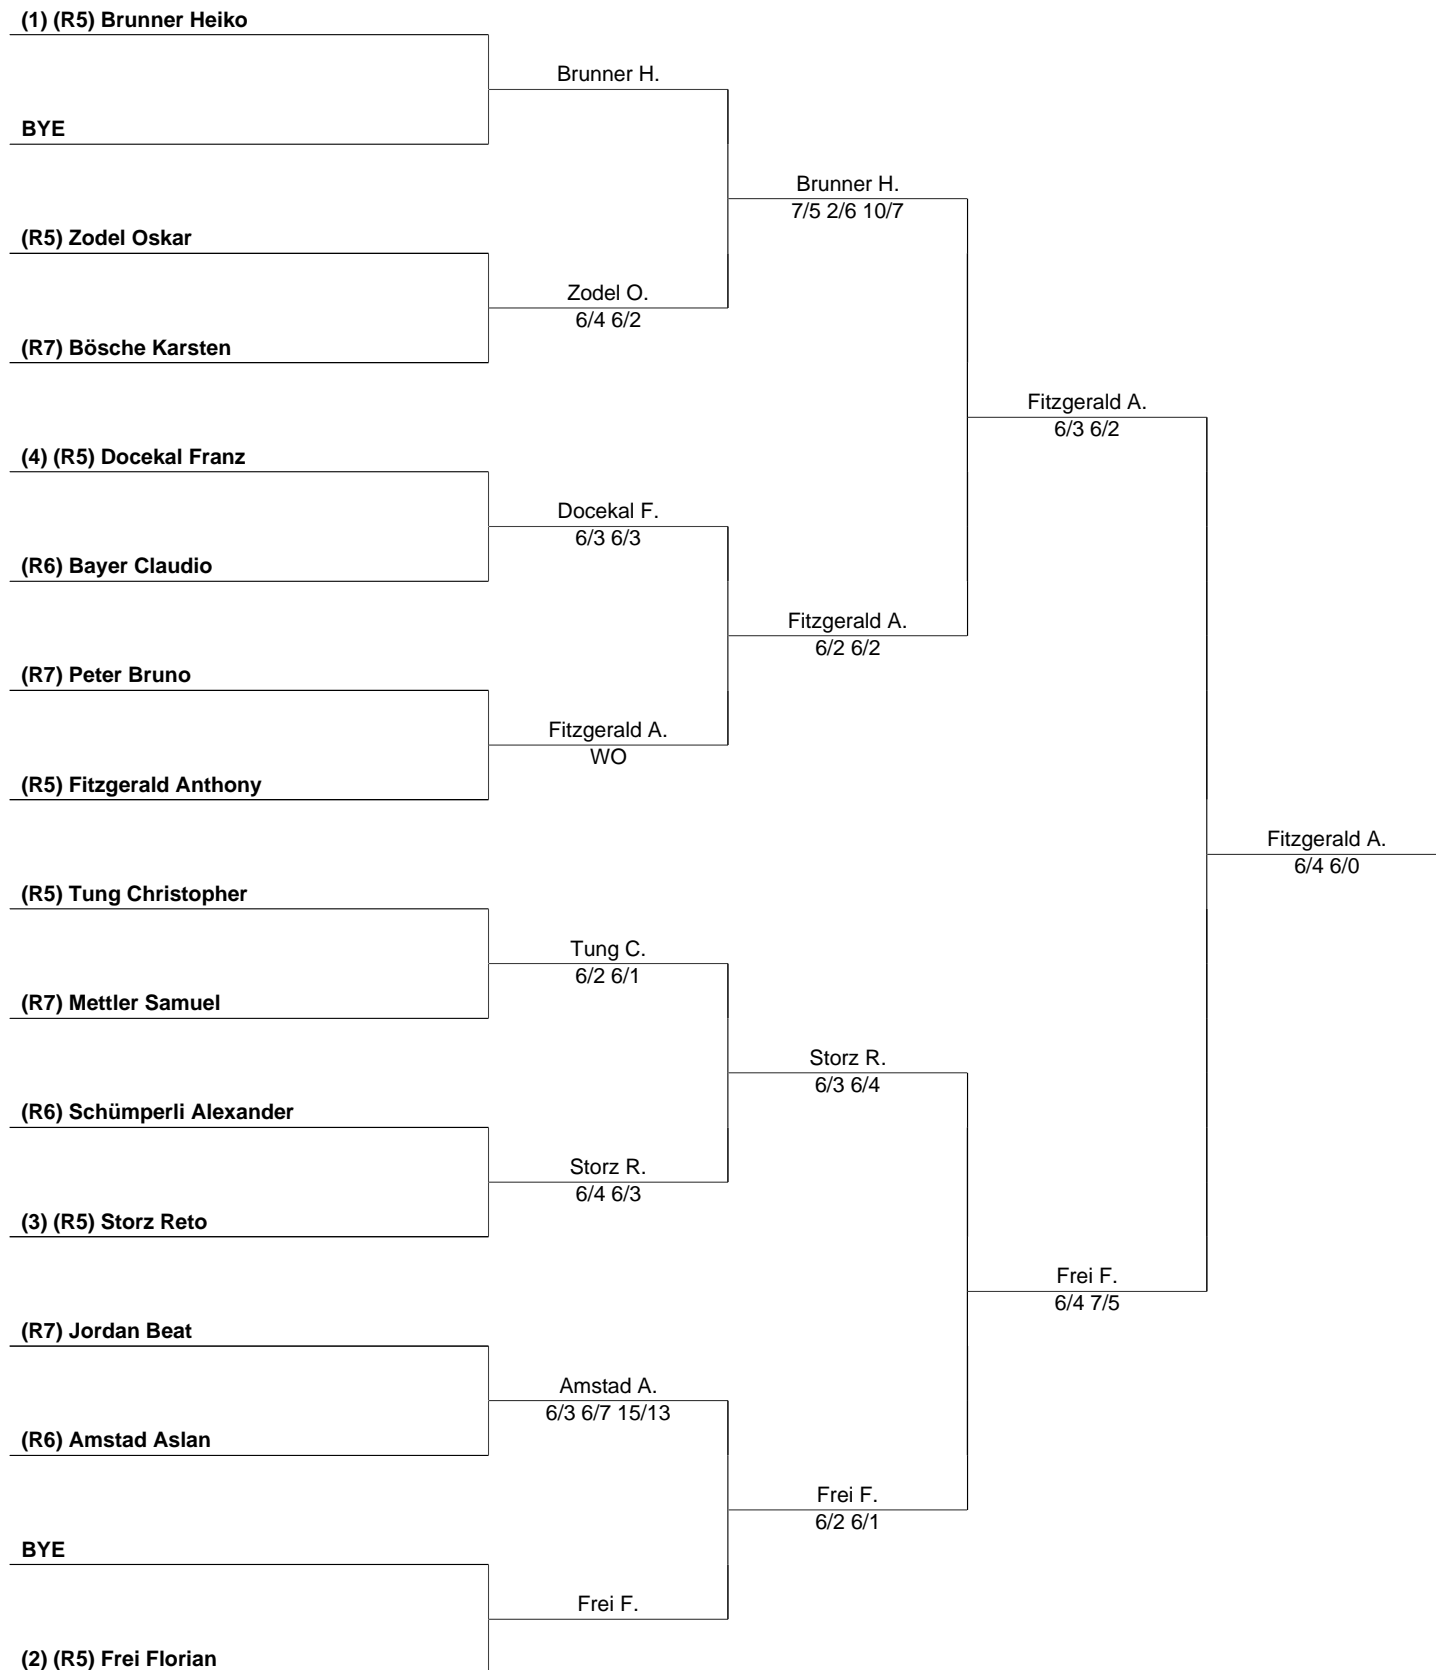 (1) (R5) Brunner Heiko
Brunner H.
BYE
Brunner H.
7/5 2/6 10/7
(R5) Zodel Oskar
Zodel O.
6/4 6/2
(R7) Bösche Karsten
Fitzgerald A.
6/3 6/2
(4) (R5) Docekal Franz
Docekal F.
6/3 6/3
(R6) Bayer Claudio
Fitzgerald A.
6/2 6/2
(R7) Peter Bruno
Fitzgerald A.
WO
(R5) Fitzgerald Anthony
Fitzgerald A.
6/4 6/0
(R5) Tung Christopher
Tung C.
6/2 6/1
(R7) Mettler Samuel
Storz R.
6/3 6/4
(R6) Schümperli Alexander
Storz R.
6/4 6/3
(3) (R5) Storz Reto
Frei F.
6/4 7/5
(R7) Jordan Beat
Amstad A.
6/3 6/7 15/13
(R6) Amstad Aslan
Frei F.
6/2 6/1
BYE
Frei F.
(2) (R5) Frei Florian